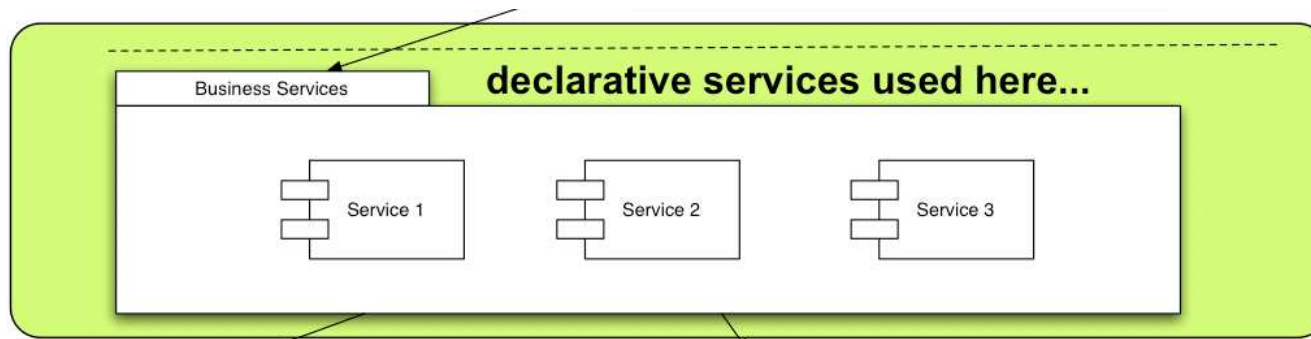 declarative services used here...
Business Services
Service 1
Service 2
Service 3